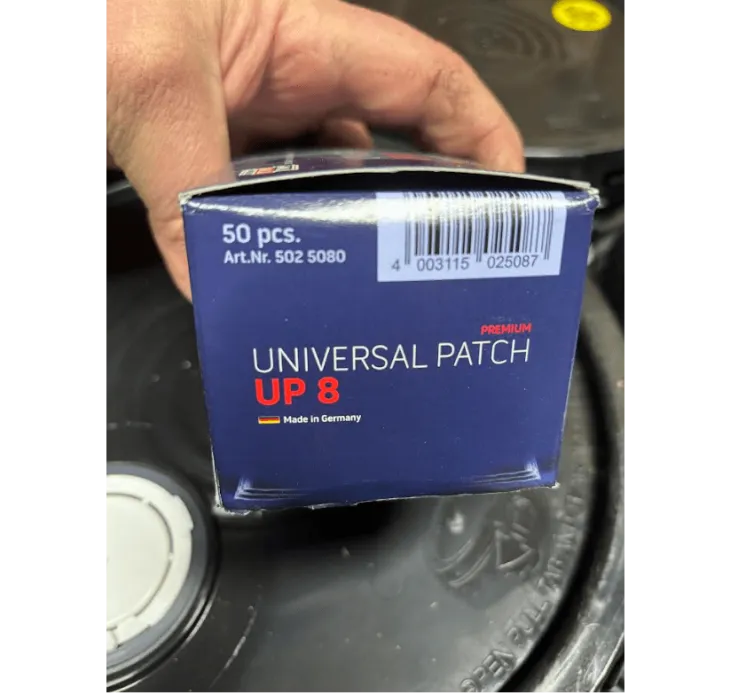 50 pcs.
Art.Nr. 502 5080
4 003115 025087
PREMIUM
UNIVERSAL PATCH
UP 8
Made in Germany